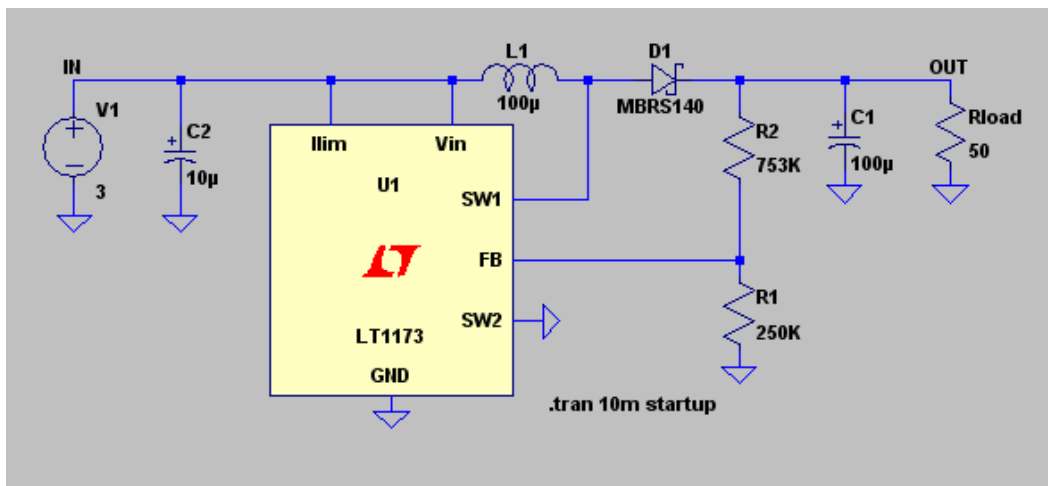 IN
L1
100µ
D1
MBRS140
OUT
V1
3
C2
10µ
Ilim
Vin
U1
SW1
FB
SW2
LT1173
GND
R2
753K
C1
100µ
Rload
50
R1
250K
.tran 10m startup